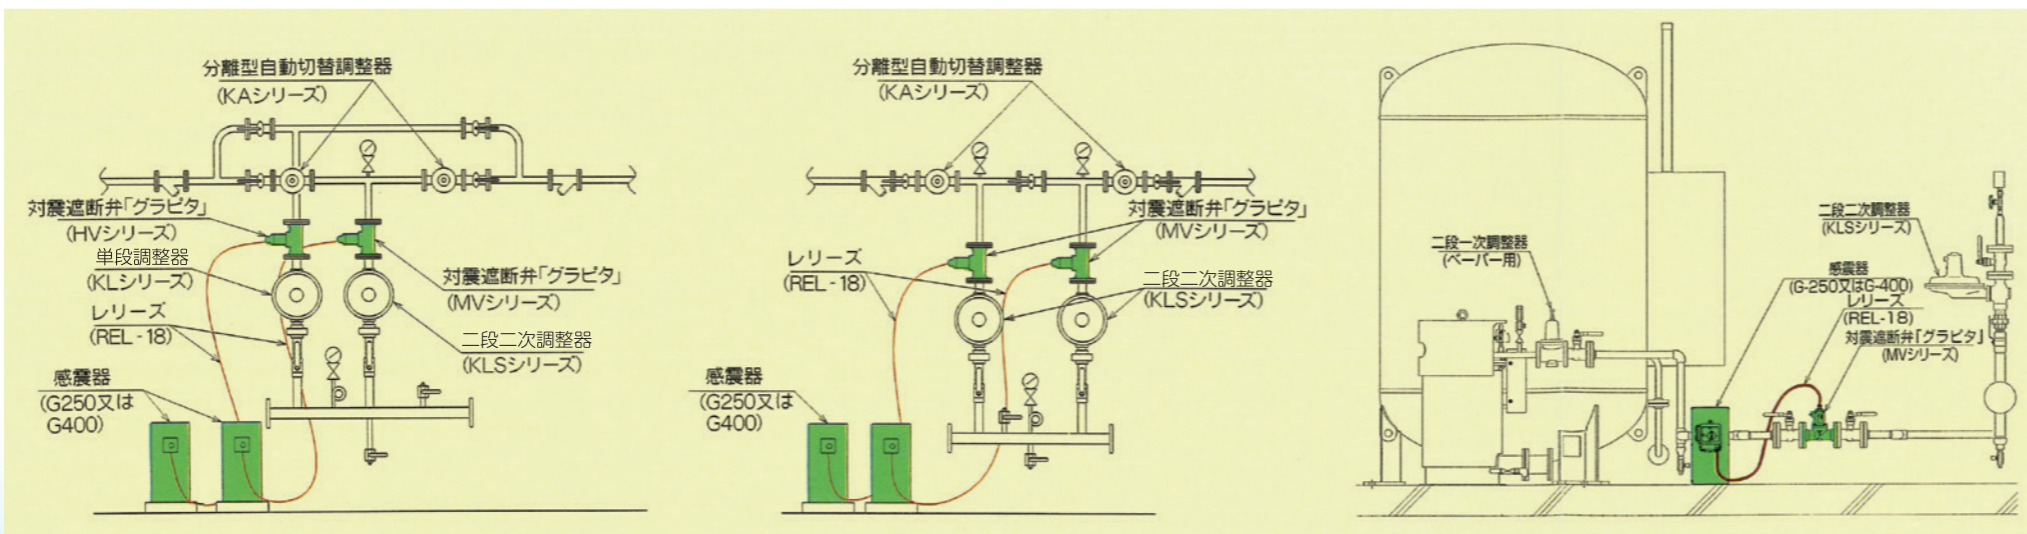 分離型自動切替調整器
(KAシリーズ)
対震遮断弁「グラピタ」
(HVシリーズ)
単段調整器
(KLシリーズ)
レリーズ
(REL-18)
感震器
(G250又は
G400)
対震遮断弁「グラピタ」
(MVシリーズ)
二段二次調整器
(KLSシリーズ)
分離型自動切替調整器
(KAシリーズ)
対震遮断弁「グラピタ」
(MVシリーズ)
レリーズ
(REL-18)
二段二次調整器
(KLSシリーズ)
感震器
(G250又は
G400)
二段一次調整器
(ベーパー用)
二段二次調整器
(KLSシリーズ)
感震器
(G-250又はG-400)
レリーズ
(REL-18)
対震遮断弁「グラピタ」
(MVシリーズ)